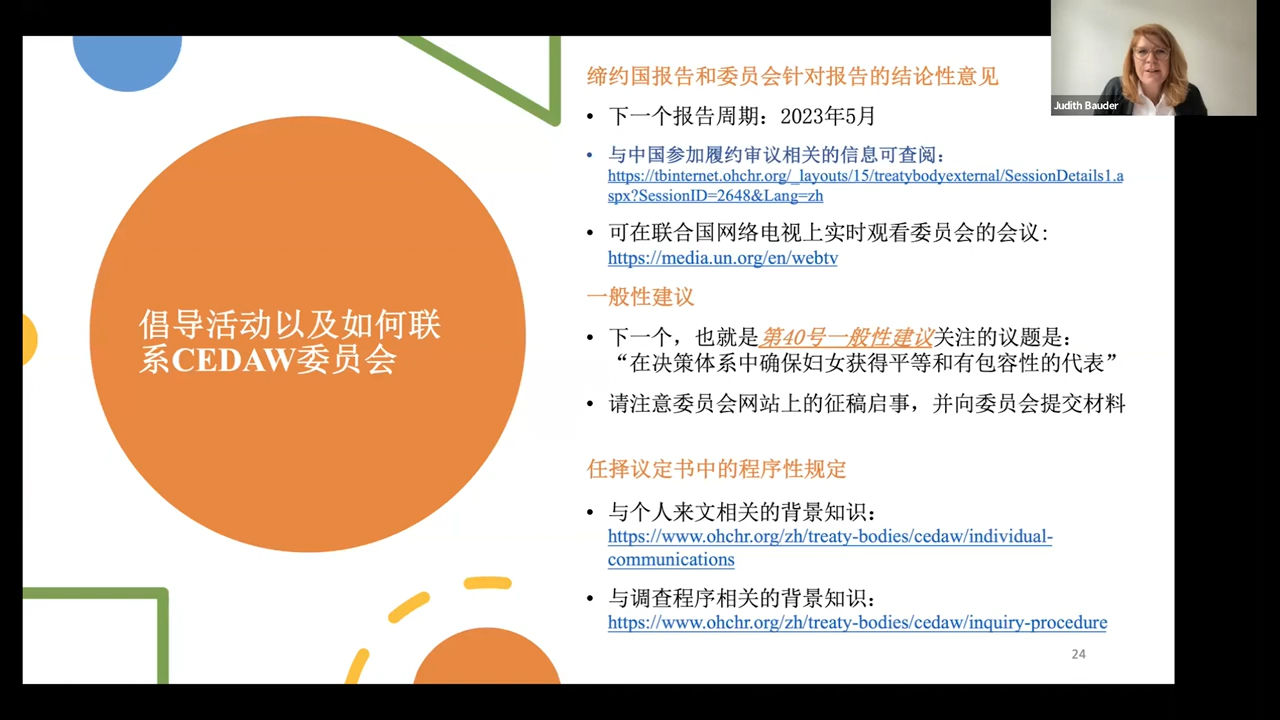 Judith Bauder
倡导活动以及如何联
系CEDAW委员会
缔约国报告和委员会针对报告的结论性意见
• 下一个报告周期：2023年5月
• 与中国参加履约审议相关的信息可查阅：
https://tbinternet.ohchr.org/_layouts/15/treatybodyexternal/SessionDetails1.a
spx?SessionID=2648&Lang=zh
• 可在联合国网络电视上实时观看委员会的会议:
https://media.un.org/en/webtv
一般性建议
• 下一个，也就是第40号一般性建议关注的议题是：
“在决策体系中确保妇女获得平等和有包容性的代表”
• 请注意委员会网站上的征稿启事，并向委员会提交材料
任择议定书中的程序性规定
• 与个人来文相关的背景知识：
https://www.ohchr.org/zh/treaty-bodies/cedaw/individual-
communications
• 与调查程序相关的背景知识：
https://www.ohchr.org/zh/treaty-bodies/cedaw/inquiry-procedure
24